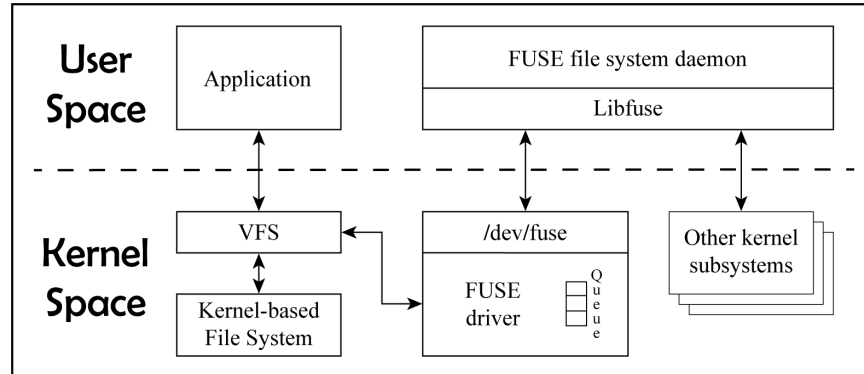 User
Space
Application
FUSE file system daemon
Libfuse
Kernel
Space
VFS
Kernel-based
File System
/dev/fuse
FUSE
driver
Queue
Other kernel
subsystems